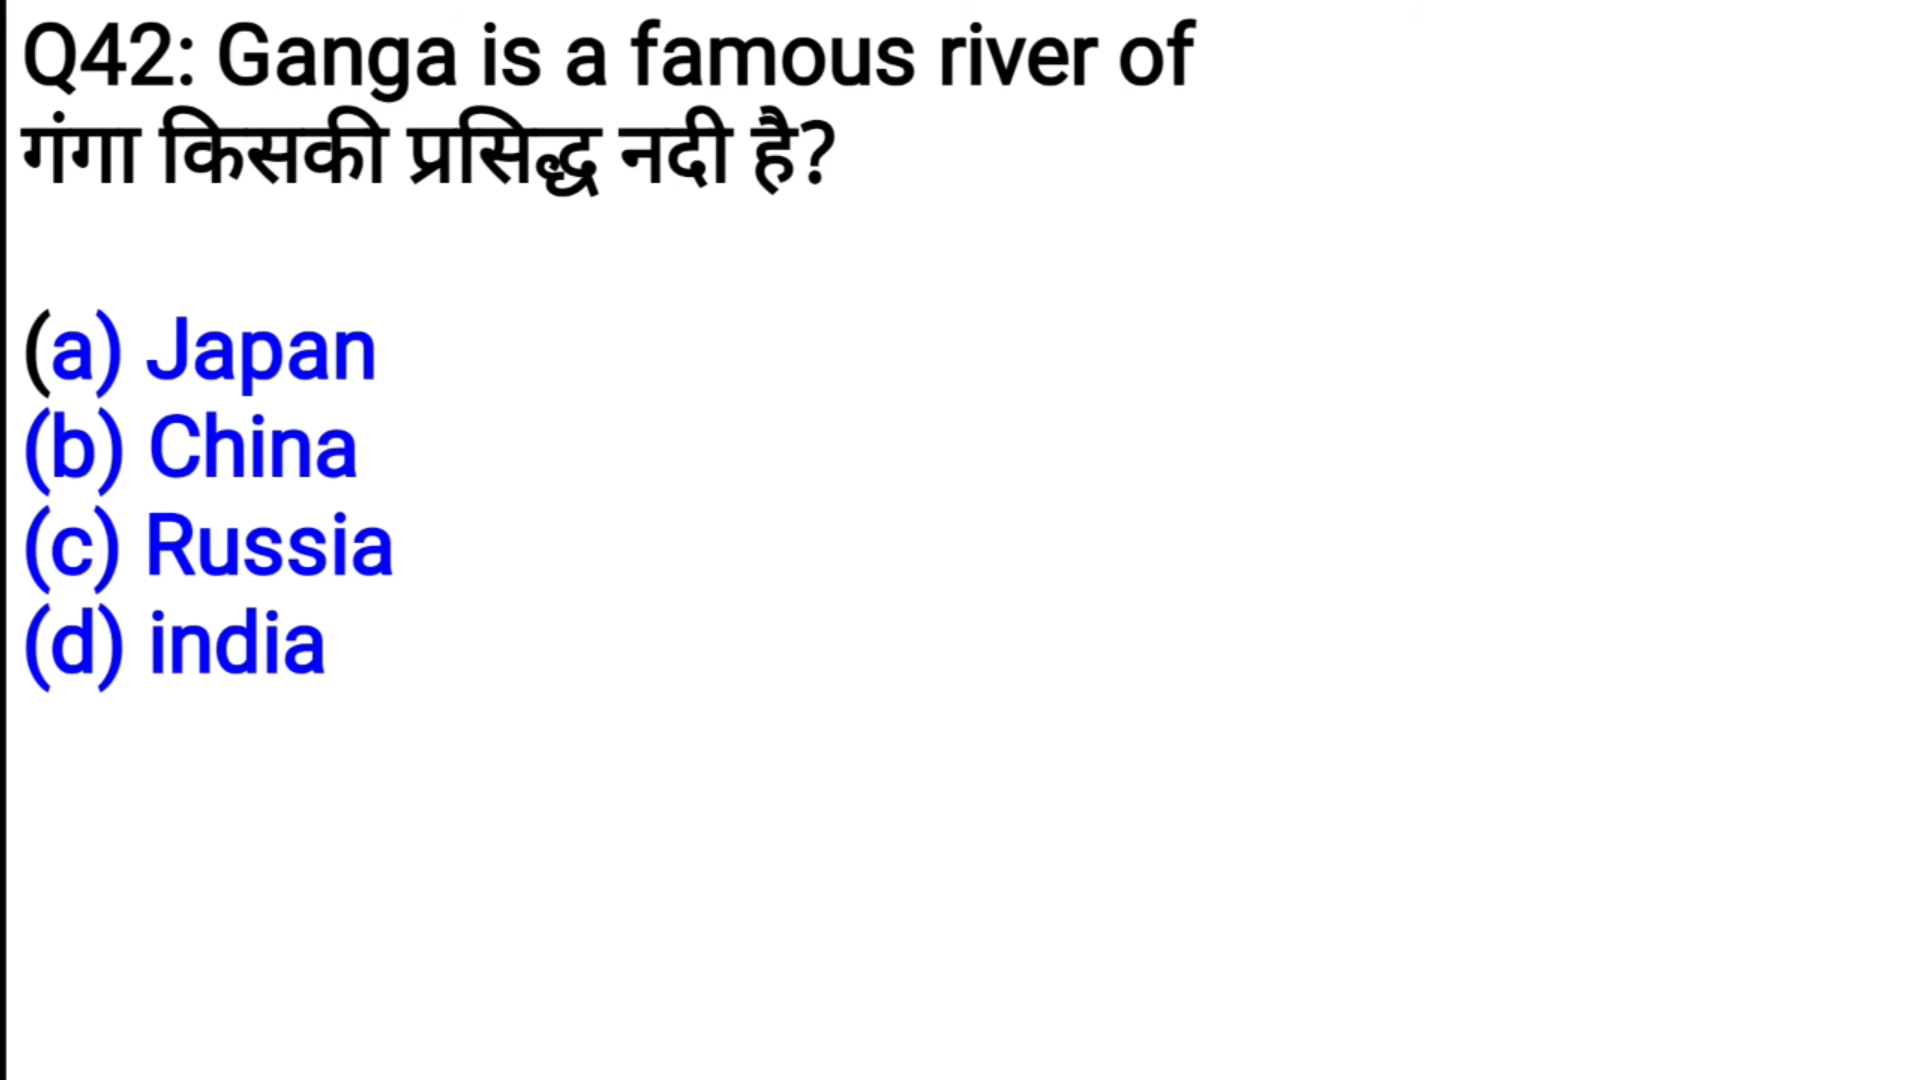 Q42: Ganga is a famous river of
गंगा किसकी प्रसिद्ध नदी है?
(a) Japan
(b) China
(c) Russia
(d) india